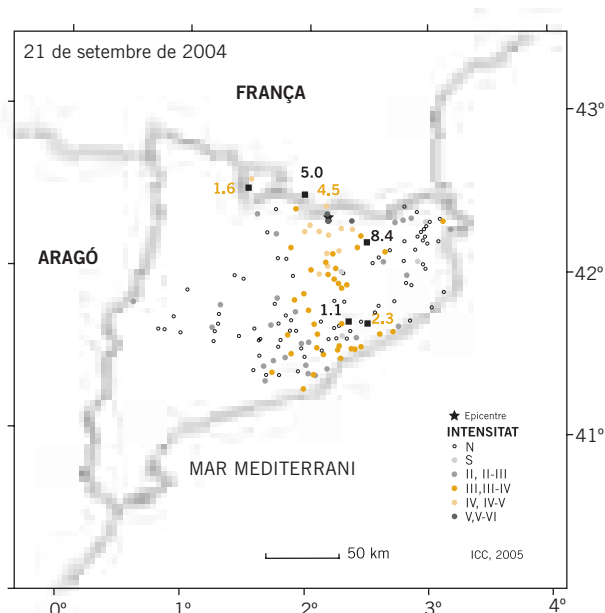 21 de setembre de 2004
FRANÇA
43º
5.0
1.6
4.5
8.4
ARAGÓ
42º
1.1
2.3
Epicentre
INTENSITAT
N
S
II, II-III
III,III-IV
IV, IV-V
V,V-VI
41º
MAR MEDITERRANI
50 km
ICC, 2005
0º
1º
2º
3º
4º